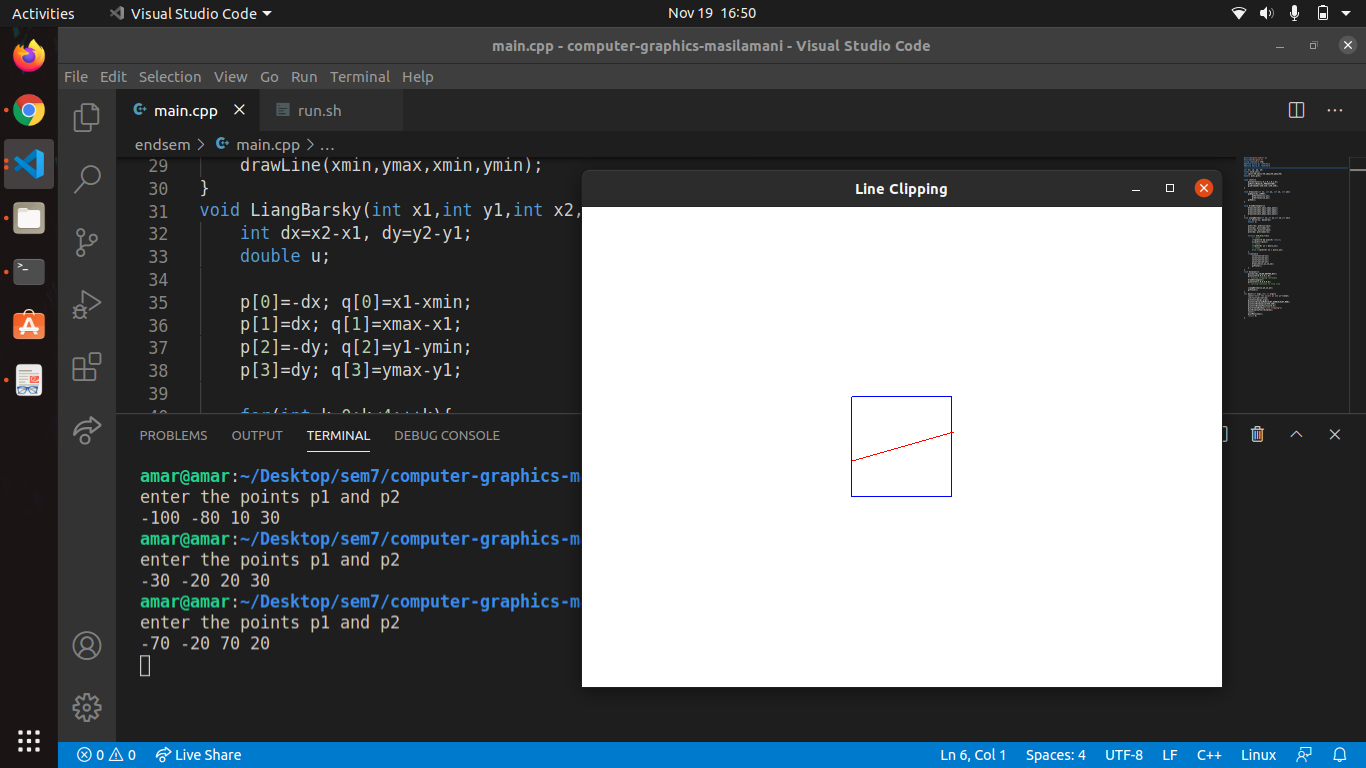 Activities Visual Studio Code Nov 19 16:50
main.cpp - computer-graphics-masilamani - Visual Studio Code
File Edit Selection View Go Run Terminal Help
main.cpp run.sh
endsem > main.cpp > ...
29 drawLine(xmin,ymax,xmin,ymin);
30 }
31 void LiangBarsky(int x1,int y1,int x2,
32 int dx=x2-x1, dy=y2-y1;
33 double u;
34
35 p[0]=-dx; q[0]=x1-xmin;
36 p[1]=dx; q[1]=xmax-x1;
37 p[2]=-dy; q[2]=y1-ymin;
38 p[3]=dy; q[3]=ymax-y1;
39
Line Clipping
PROBLEMS OUTPUT TERMINAL DEBUG CONSOLE
amar@amar:~/Desktop/sem7/computer-graphics-m
enter the points p1 and p2
-100 -80 10 30
amar@amar:~/Desktop/sem7/computer-graphics-m
enter the points p1 and p2
-30 -20 20 30
amar@amar:~/Desktop/sem7/computer-graphics-m
enter the points p1 and p2
-70 -20 70 20
0 0 Live Share Ln 6, Col 1 Spaces: 4 UTF-8 LF C++ Linux